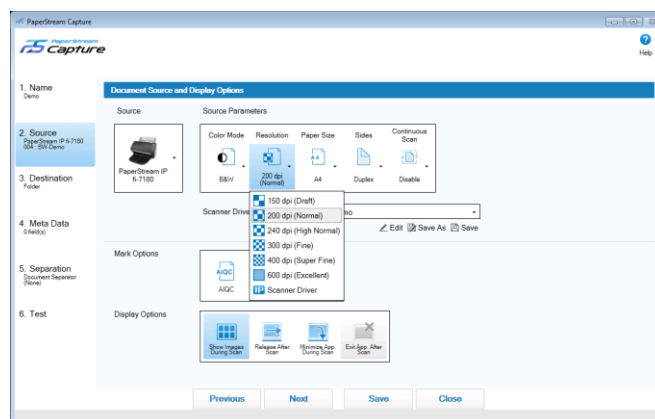 PaperStream Capture
PaperStream
Capture
Help
1. Name
Demo
2. Source
PaperStream IP fi-7180
004 : BW-Demo
3. Destination
Folder
4. Meta Data
0 field(s)
5. Separation
Document Separator
(None)
6. Test
Document Source and Display Options
Source
PaperStream IP
fi-7180
Source Parameters
Color Mode
B&W
Resolution
200 dpi
(Normal)
Paper Size
A4
A4
Sides
Duplex
Continuous
Scan
Disable
150 dpi (Draft)
200 dpi (Normal)
240 dpi (High Normal)
300 dpi (Fine)
400 dpi (Super Fine)
600 dpi (Excellent)
Scanner Driver
Edit
Save As
Save
Mark Options
AIQC
AIQC
Display Options
Show Images
During Scan
Release After
Scan
Minimize App.
During Scan
Exit App. After
Scan
Previous
Next
Save
Close